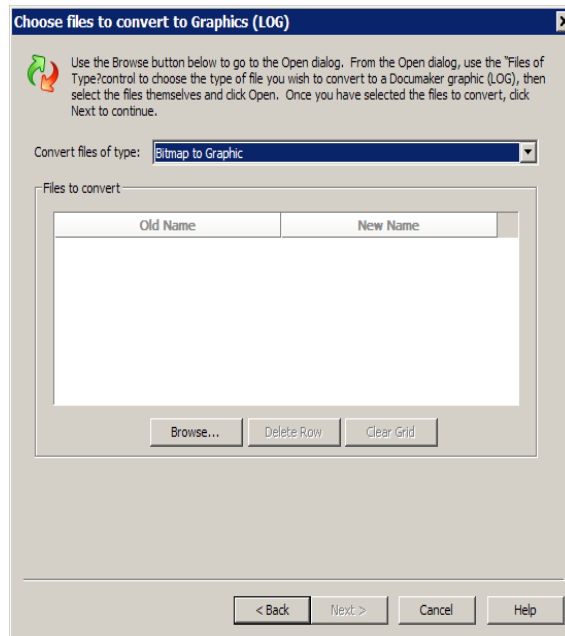 Choose files to convert to Graphics (LOG)
Use the Browse button below to go to the Open dialog. From the Open dialog, use the "Files of
Type?control to choose the type of file you wish to convert to a Documaker graphic (LOG), then
select the files themselves and click Open. Once you have selected the files to convert, click
Next to continue.
Convert files of type: Bitmap to Graphic
Files to convert
Old Name New Name
Browse... Delete Row Clear Grid
< Back Next > Cancel Help